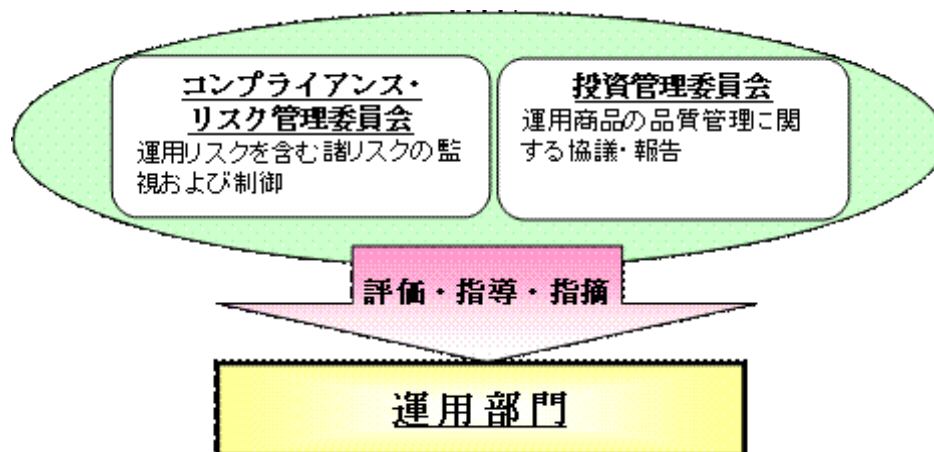 コンプライアンス・
リスク管理委員会
運用リスクを含む諸リスクの監
視および制御
投資管理委員会
運用商品の品質管理に関
する協議・報告
評価・指導・指摘
運用部門